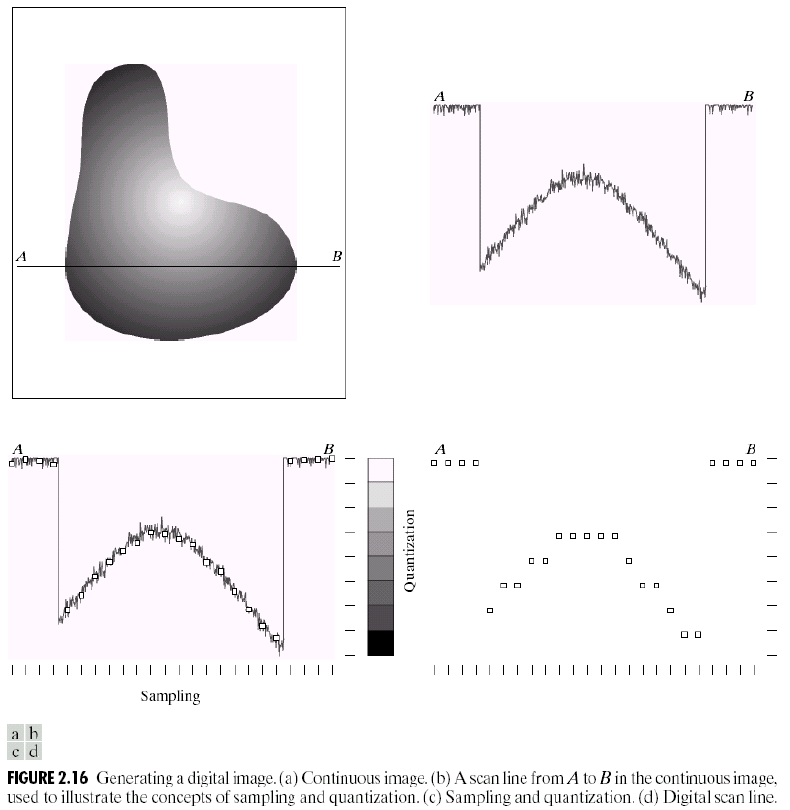 A B
A B
A B
Quantization
Sampling
A B
a b
c d
FIGURE 2.16 Generating a digital image. (a) Continuous image. (b) A scan line from A to B in the continuous image,
used to illustrate the concepts of sampling and quantization. (c) Sampling and quantization. (d) Digital scan line.